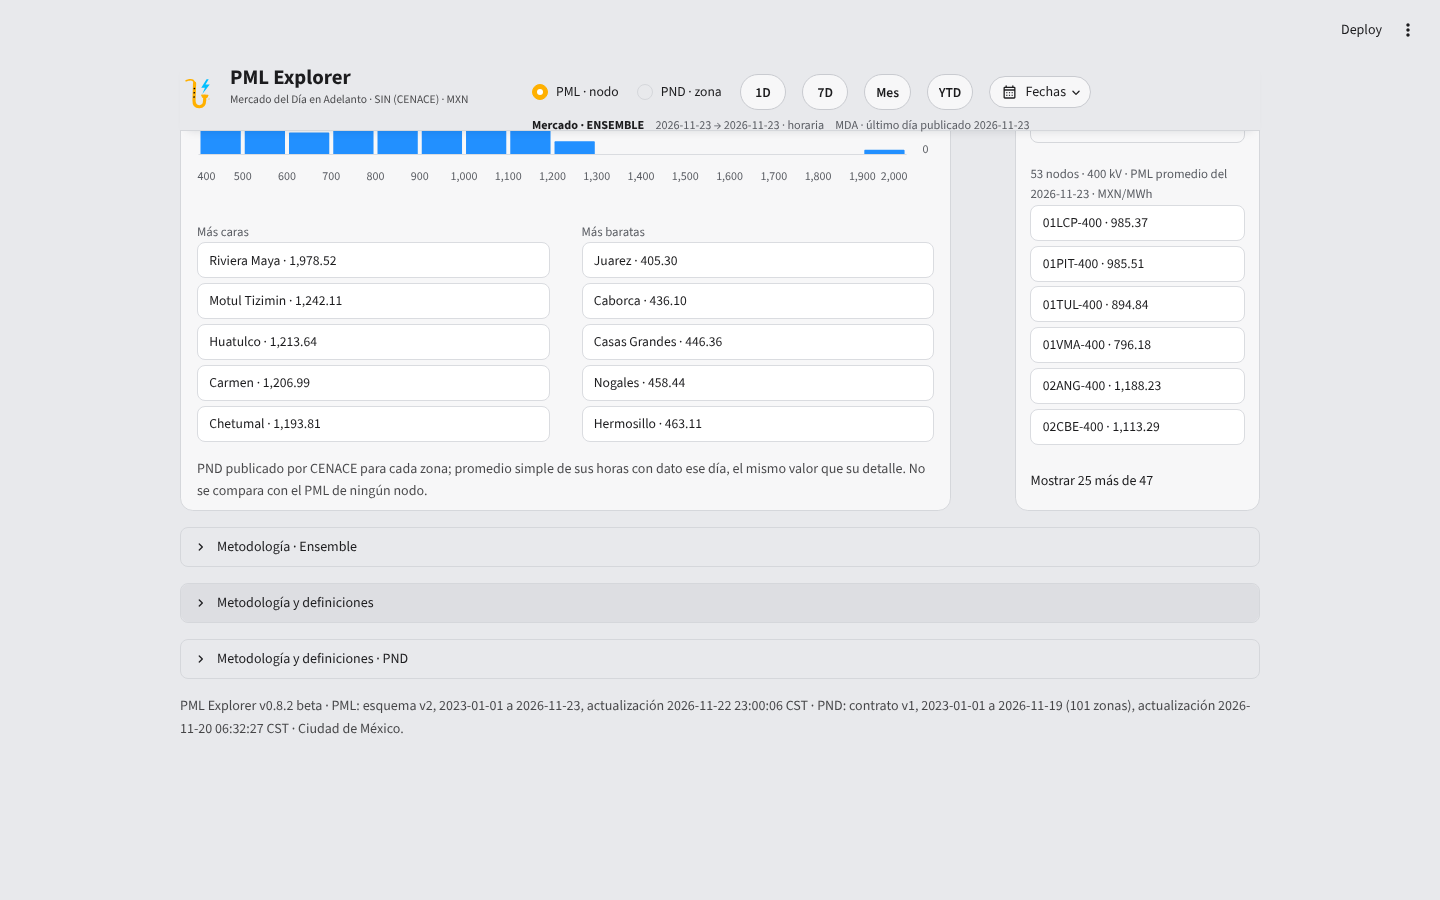 Deploy
PML Explorer
Mercado del Día en Adelanto · SIN (CENACE) · MXN
PML · nodo
PND · zona
1D
7D
Mes
YTD
Fechas
Mercado · ENSEMBLE 2026-11-23 → 2026-11-23 · horaria MDA · último día publicado 2026-11-23
0
400 500 600 700 800 900 1,000 1,100 1,200 1,300 1,400 1,500 1,600 1,700 1,800 1,900 2,000
Más caras
Riviera Maya · 1,978.52
Motul Tizimin · 1,242.11
Huatulco · 1,213.64
Carmen · 1,206.99
Chetumal · 1,193.81
Más baratas
Juarez · 405.30
Caborca · 436.10
Casas Grandes · 446.36
Nogales · 458.44
Hermosillo · 463.11
PND publicado por CENACE para cada zona; promedio simple de sus horas con dato ese día, el mismo valor que su detalle. No
se compara con el PML de ningún nodo.
53 nodos · 400 kV · PML promedio del
2026-11-23 · MXN/MWh
01LCP-400 · 985.37
01PIT-400 · 985.51
01TUL-400 · 894.84
01VMA-400 · 796.18
02ANG-400 · 1,188.23
02CBE-400 · 1,113.29
Mostrar 25 más de 47
Metodología · Ensemble
Metodología y definiciones
Metodología y definiciones · PND
PML Explorer v0.8.2 beta · PML: esquema v2, 2023-01-01 a 2026-11-23, actualización 2026-11-22 23:00:06 CST · PND: contrato v1, 2023-01-01 a 2026-11-19 (101 zonas), actualización 2026-
11-20 06:32:27 CST · Ciudad de México.